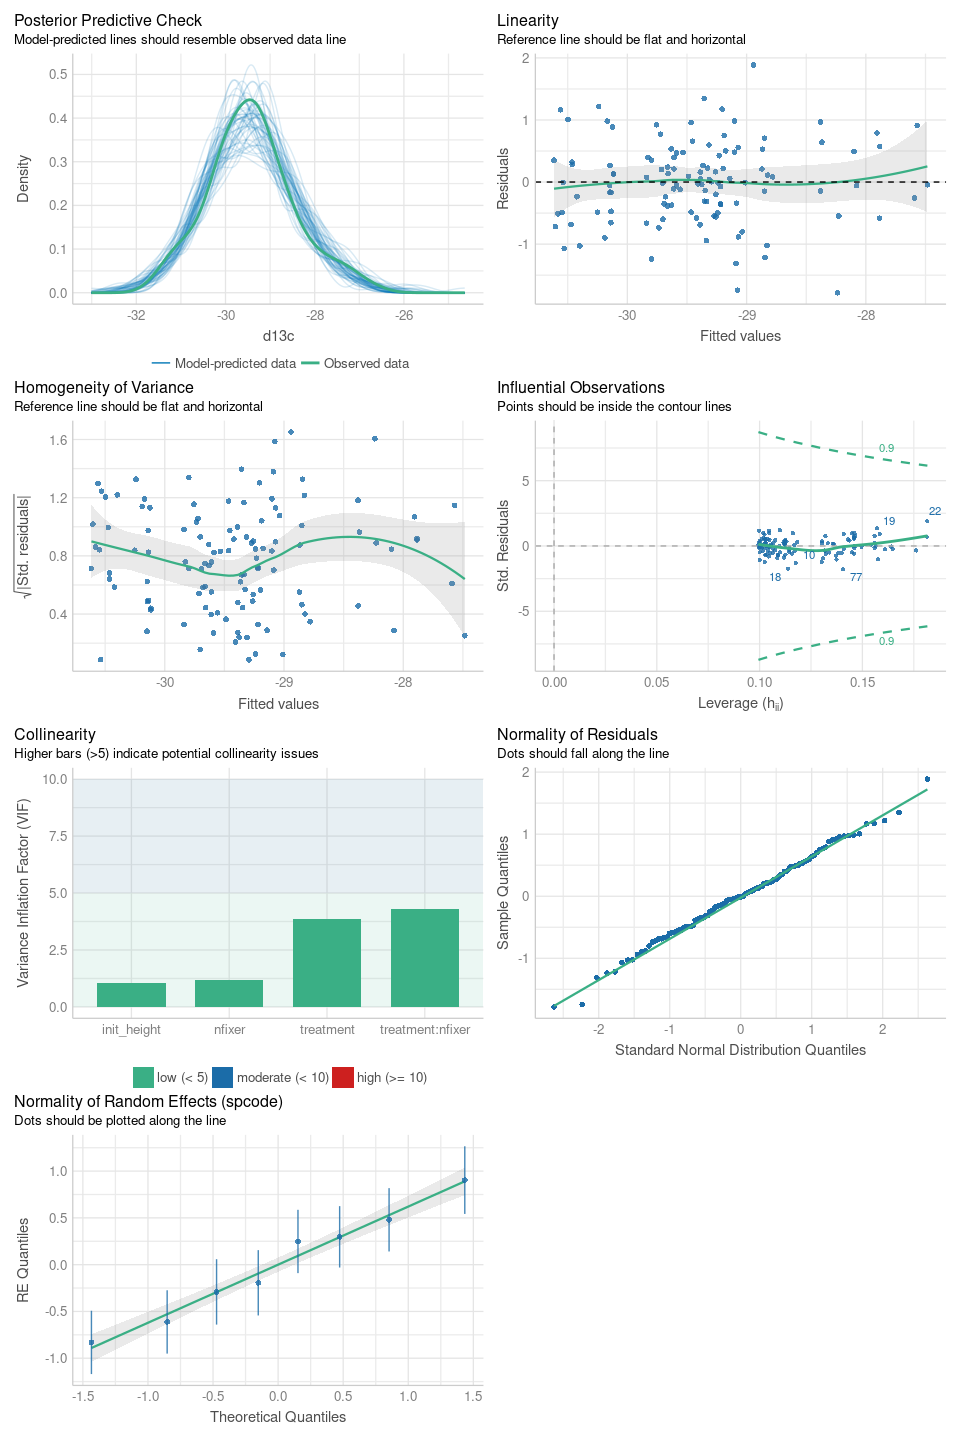 Posterior Predictive Check
Model-predicted lines should resemble observed data line
0.5
0.4
0.3
0.2
0.1
0.0
Density
-32
-30
-28
-26
d13c
Model-predicted data
Observed data
Linearity
Reference line should be flat and horizontal
2
1
0
-1
Residuals
-30
-29
-28
Fitted values
Homogeneity of Variance
Reference line should be flat and horizontal
1.6
1.2
0.8
0.4
√|Std. residuals|
-30
-29
-28
Fitted values
Influential Observations
Points should be inside the contour lines
5
0
-5
Std. Residuals
0.9
19
22
10
18
77
0.9
0.00
0.05
0.10
0.15
Leverage (hii)
Collinearity
Higher bars (>5) indicate potential collinearity issues
10.0
7.5
5.0
2.5
0.0
Variance Inflation Factor (VIF)
init_height
nfixer
treatment
treatment:nfixer
low (< 5)
moderate (< 10)
high (>= 10)
Normality of Residuals
Dots should fall along the line
2
1
0
-1
Sample Quantiles
-2
-1
0
1
2
Standard Normal Distribution Quantiles
Normality of Random Effects (spcode)
Dots should be plotted along the line
1.0
0.5
0.0
-0.5
-1.0
RE Quantiles
-1.5
-1.0
-0.5
0.0
0.5
1.0
1.5
Theoretical Quantiles